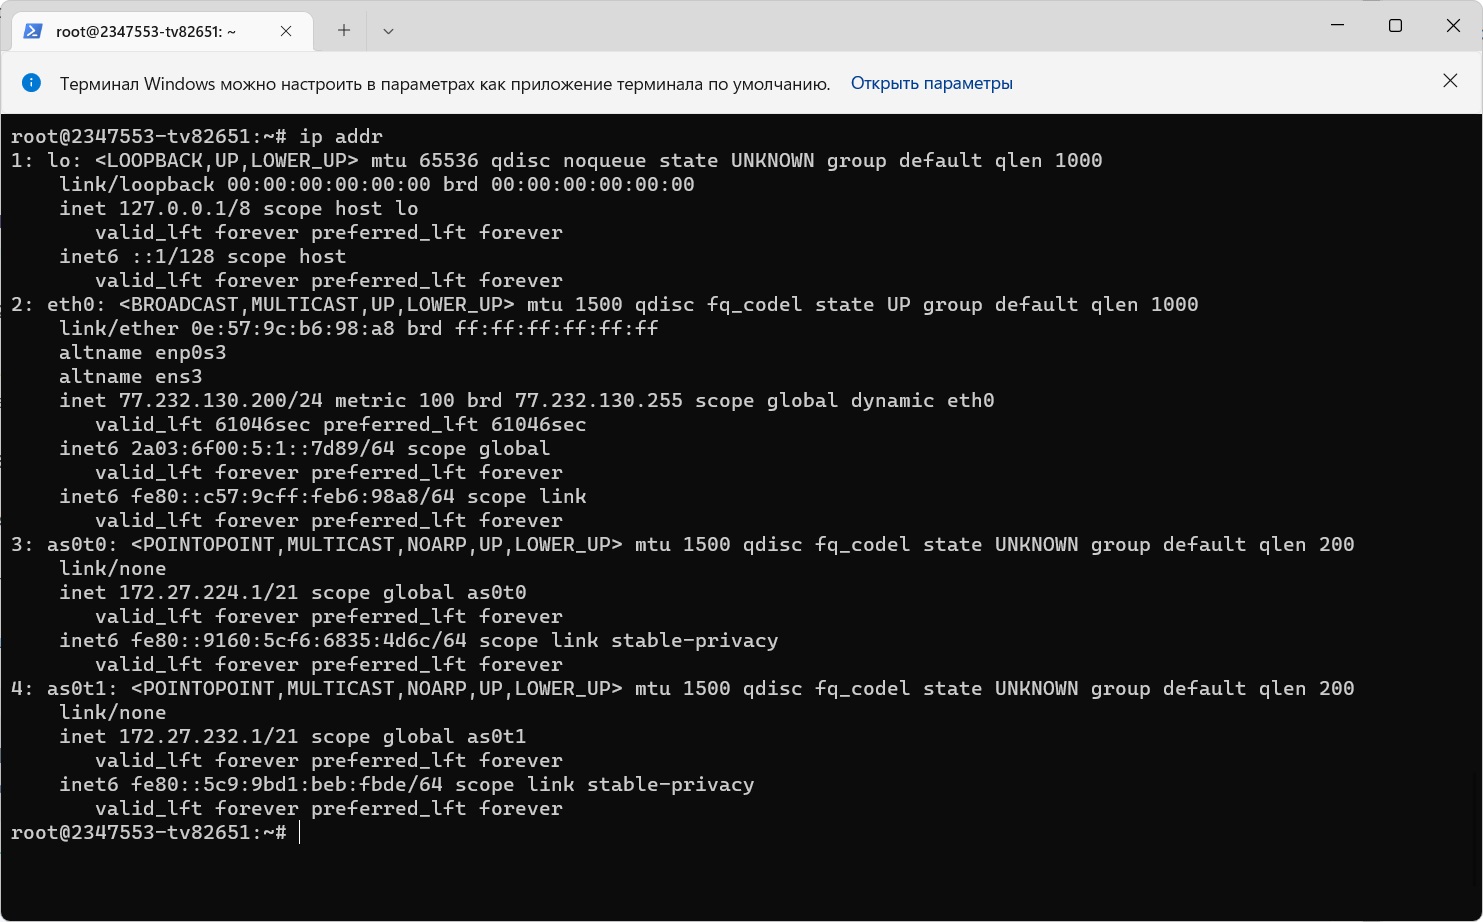 root@2347553-tv82651: ~
Терминал Windows можно настроить в параметрах как приложение терминала по умолчанию. Открыть параметры
root@2347553-tv82651:~# ip addr
1: lo: <LOOPBACK,UP,LOWER_UP> mtu 65536 qdisc noqueue state UNKNOWN group default qlen 1000
    link/loopback 00:00:00:00:00:00 brd 00:00:00:00:00:00
    inet 127.0.0.1/8 scope host lo
       valid_lft forever preferred_lft forever
    inet6 ::1/128 scope host
       valid_lft forever preferred_lft forever
2: eth0: <BROADCAST,MULTICAST,UP,LOWER_UP> mtu 1500 qdisc fq_codel state UP group default qlen 1000
    link/ether 0e:57:9c:b6:98:a8 brd ff:ff:ff:ff:ff:ff
    altname enp0s3
    altname ens3
    inet 77.232.130.200/24 metric 100 brd 77.232.130.255 scope global dynamic eth0
       valid_lft 61046sec preferred_lft 61046sec
    inet6 2a03:6f00:5:1::7d89/64 scope global
       valid_lft forever preferred_lft forever
    inet6 fe80::c57:9cff:feb6:98a8/64 scope link
       valid_lft forever preferred_lft forever
3: as0t0: <POINTOPOINT,MULTICAST,NOARP,UP,LOWER_UP> mtu 1500 qdisc fq_codel state UNKNOWN group default qlen 200
    link/none
    inet 172.27.224.1/21 scope global as0t0
       valid_lft forever preferred_lft forever
    inet6 fe80::9160:5cf6:6835:4d6c/64 scope link stable-privacy
       valid_lft forever preferred_lft forever
4: as0t1: <POINTOPOINT,MULTICAST,NOARP,UP,LOWER_UP> mtu 1500 qdisc fq_codel state UNKNOWN group default qlen 200
    link/none
    inet 172.27.232.1/21 scope global as0t1
       valid_lft forever preferred_lft forever
    inet6 fe80::5c9:9bd1:beb:fbde/64 scope link stable-privacy
       valid_lft forever preferred_lft forever
root@2347553-tv82651:~#